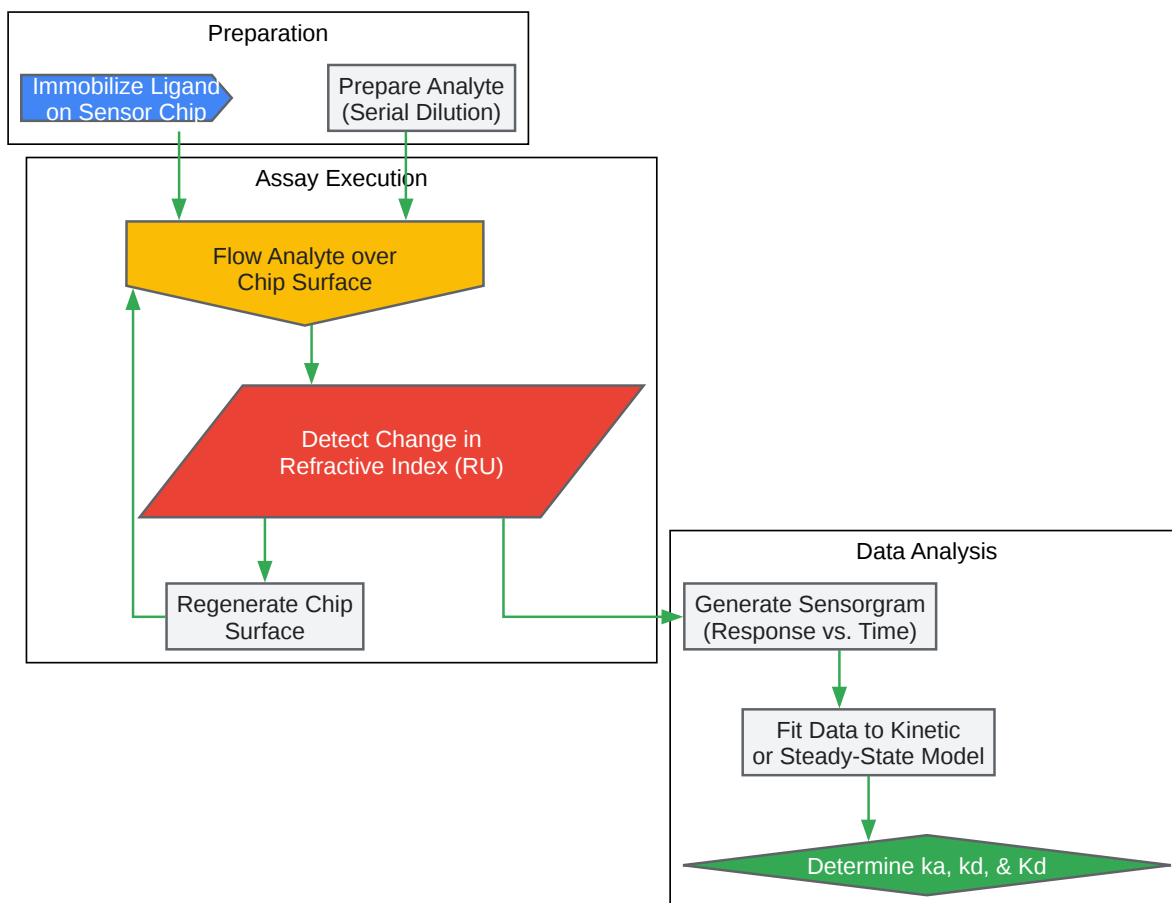 Preparation
Immobilize Ligand
on Sensor Chip
Prepare Analyte
(Serial Dilution)
Assay Execution
Flow Analyte over
Chip Surface
Detect Change in
Refractive Index (RU)
Regenerate Chip
Surface
Data Analysis
Generate Sensorgram
(Response vs. Time)
Fit Data to Kinetic
or Steady-State Model
Determine ka, kd, & Kd